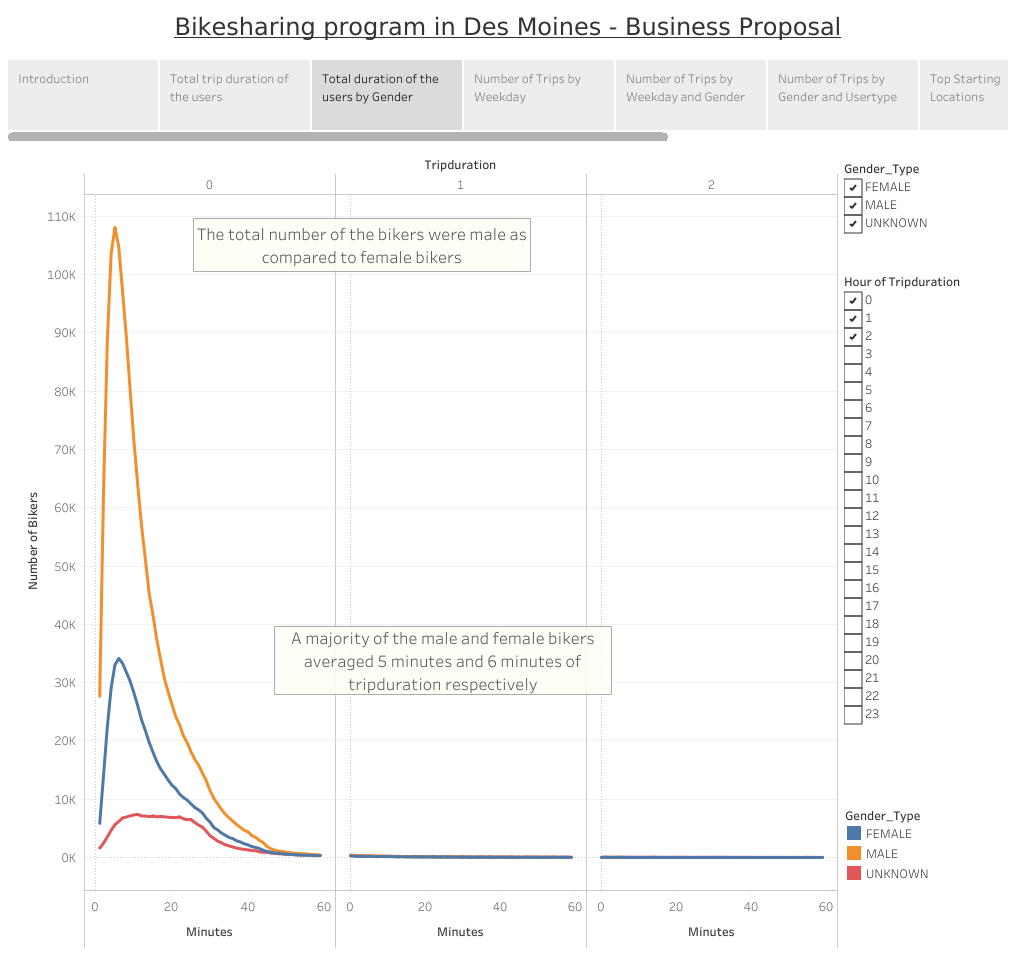 Bikesharing program in Des Moines - Business Proposal
Introduction
Total trip duration of
the users
Total duration of the
users by Gender
Number of Trips by
Weekday
Number of Trips by
Weekday and Gender
Number of Trips by
Gender and Usertype
Top Starting
Locations
Tripduration
0
1
2
110K
100K
90K
80K
70K
60K
50K
40K
30K
20K
10K
0K
Number of Bikers
The total number of the bikers were male as
compared to female bikers
A majority of the male and female bikers
averaged 5 minutes and 6 minutes of
tripduration respectively
0 20 40 60
0 20 40 60
0 20 40 60
Minutes
Minutes
Minutes
Gender_Type
FEMALE
MALE
UNKNOWN
Hour of Tripduration
0
1
2
3
4
5
6
7
8
9
10
11
12
13
14
15
16
17
18
19
20
21
22
23
Gender_Type
FEMALE
MALE
UNKNOWN